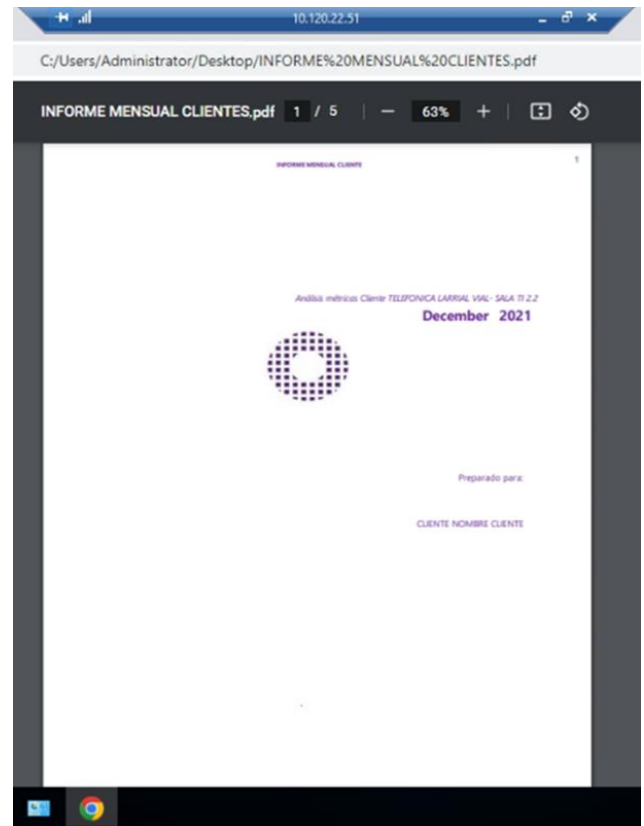 10.120.22.51
C:/Users/Administrator/Desktop/INFORME%20MENSUAL%20CLIENTES.pdf
INFORME MENSUAL CLIENTES.pdf 1 / 5 | — 63% + |
INFORME MENSUAL CLIENTE
1
Análisis métricas Cliente TELEFONICA LARRIAL VIAL- SALA TI 2.2
December 2021
Preparado para:
CLIENTE NOMBRE CLIENTE